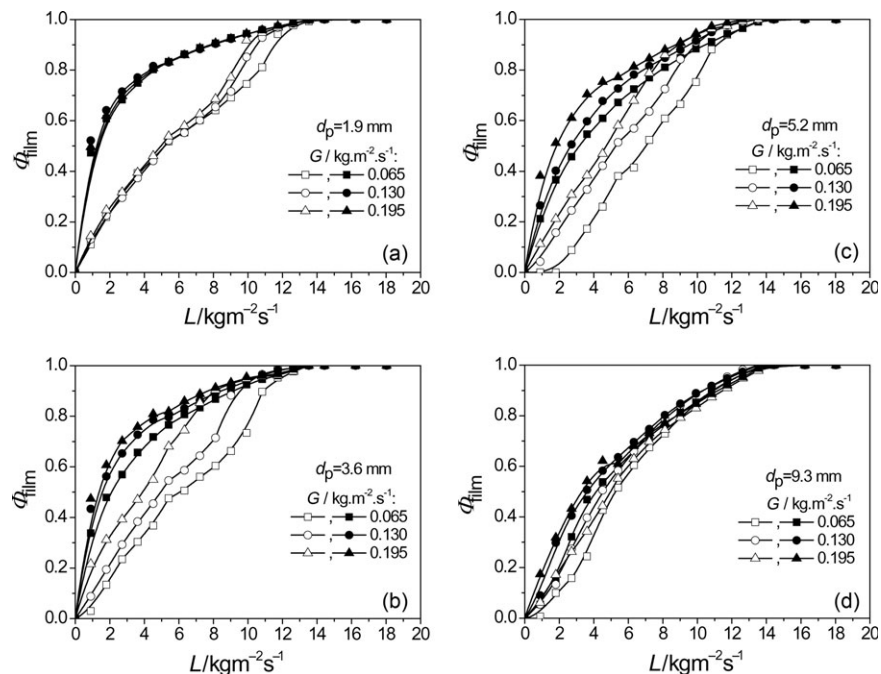 1.0
0.8
0.6
0.4
0.2
0.0
Φfilm
dp=1.9 mm
G / kg.m⁻².s⁻¹:
, 0.065
, 0.130
, 0.195
(a)
0 2 4 6 8 10 12 14 16 18 20
L/kgm⁻²s⁻¹
1.0
0.8
0.6
0.4
0.2
0.0
Φfilm
dp=5.2 mm
G / kg.m⁻².s⁻¹:
, 0.065
, 0.130
, 0.195
(c)
0 2 4 6 8 10 12 14 16 18 20
L/kgm⁻²s⁻¹
1.0
0.8
0.6
0.4
0.2
0.0
Φfilm
dp=3.6 mm
G / kg.m⁻².s⁻¹:
, 0.065
, 0.130
, 0.195
(b)
0 2 4 6 8 10 12 14 16 18 20
L/kgm⁻²s⁻¹
1.0
0.8
0.6
0.4
0.2
0.0
Φfilm
dp=9.3 mm
G / kg.m⁻².s⁻¹
, 0.065
, 0.130
, 0.195
(d)
0 2 4 6 8 10 12 14 16 18 20
L/kgm⁻²s⁻¹